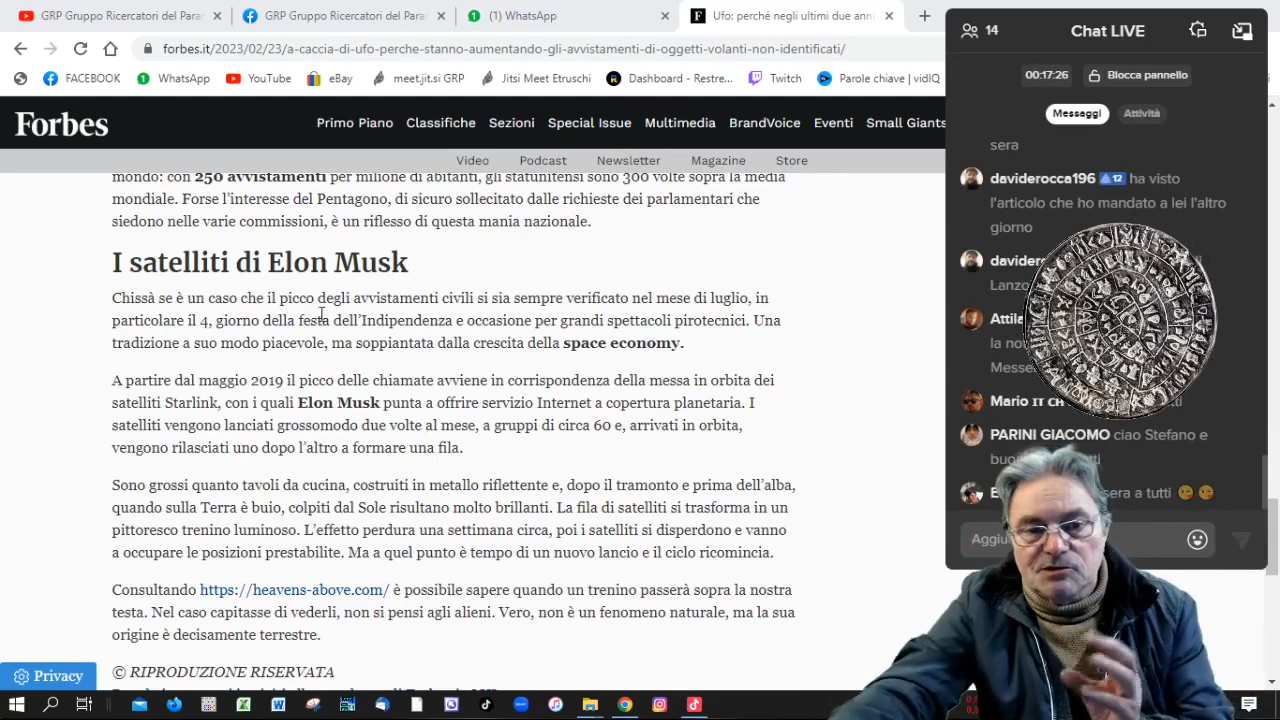 GRP Gruppo Ricercatori del Para
GRP Gruppo Ricercatori del Para
(1) WhatsApp
Ufo: perché negli ultimi due ann
forbes.it/2023/02/23/a-caccia-di-ufo-perche-stanno-aumentando-gli-avvistamenti-di-oggetti-volanti-non-identificati/
FACEBOOK WhatsApp YouTube eBay meet.jit.si GRP Jitsi Meet Etruschi Dashboard - Restre... Twitch Parole chiave | vidIQ
Forbes
Primo Piano Classifiche Sezioni Special Issue Multimedia BrandVoice Eventi Small Giants
Video Podcast Newsletter Magazine Store
mondo: con 250 avvistamenti per milione di abitanti, gli statunitensi sono 300 volte sopra la media
mondiale. Forse l'interesse del Pentagono, di sicuro sollecitato dalle richieste dei parlamentari che
siedono nelle varie commissioni, è un riflesso di questa mania nazionale.
I satelliti di Elon Musk
Chissà se è un caso che il picco degli avvistamenti civili si sia sempre verificato nel mese di luglio, in
particolare il 4, giorno della festa dell'Indipendenza e occasione per grandi spettacoli pirotecnici. Una
tradizione a suo modo piacevole, ma soppiantata dalla crescita della space economy.
A partire dal maggio 2019 il picco delle chiamate avviene in corrispondenza della messa in orbita dei
satelliti Starlink, con i quali Elon Musk punta a offrire servizio Internet a copertura planetaria. I
satelliti vengono lanciati grossomodo due volte al mese, a gruppi di circa 60 e, arrivati in orbita,
vengono rilasciati uno dopo l'altro a formare una fila.
Sono grossi quanto tavoli da cucina, costruiti in metallo riflettente e, dopo il tramonto e prima dell'alba,
quando sulla Terra è buio, colpiti dal Sole risultano molto brillanti. La fila di satelliti si trasforma in un
pittoresco trenino luminoso. L'effetto perdura una settimana circa, poi i satelliti si disperdono e vanno
a occupare le posizioni prestabilite. Ma a quel punto è tempo di un nuovo lancio e il ciclo ricomincia.
Consultando https://heavens-above.com/ è possibile sapere quando un trenino passerà sopra la nostra
testa. Nel caso capitasse di vederli, non si pensi agli alieni. Vero, non è un fenomeno naturale, ma la sua
origine è decisamente terrestre.
© RIPRODUZIONE RISERVATA
Privacy
14 Chat LIVE
00:17:26 Blocca pannello
Messaggi Attività
sera
daviderocca196 12 ha visto
l'articolo che ho mandato a lei l'altro
giorno
Lanzo
Attila
la no
Messe
Mario IT
PARINI GIACOMO ciao Stefano e
sera a tutti